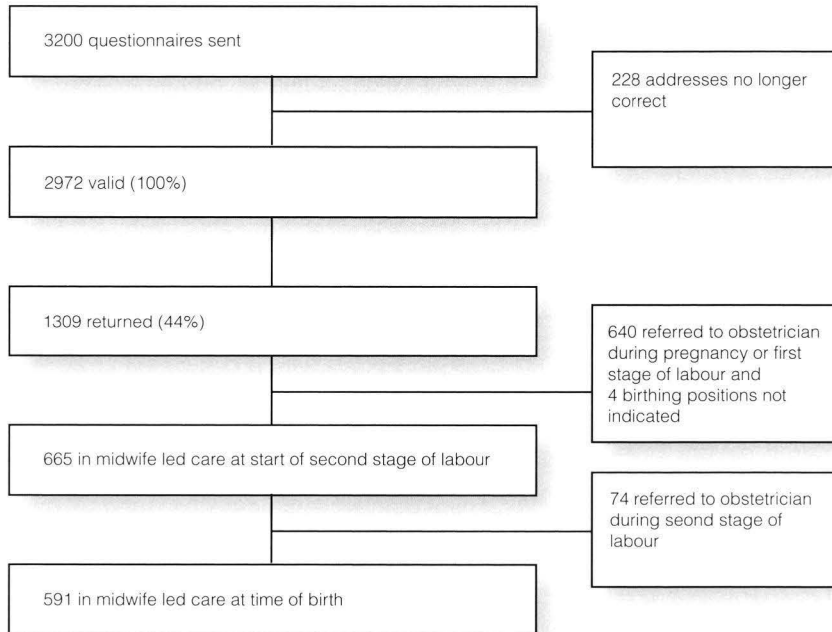 3200 questionnaires sent
228 addresses no longer
correct
2972 valid (100%)
1309 returned (44%)
640 referred to obstetrician
during pregnancy or first
stage of labour and
4 birthing positions not
indicated
665 in midwife led care at start of second stage of labour
74 referred to obstetrician
during seond stage of
labour
591 in midwife led care at time of birth